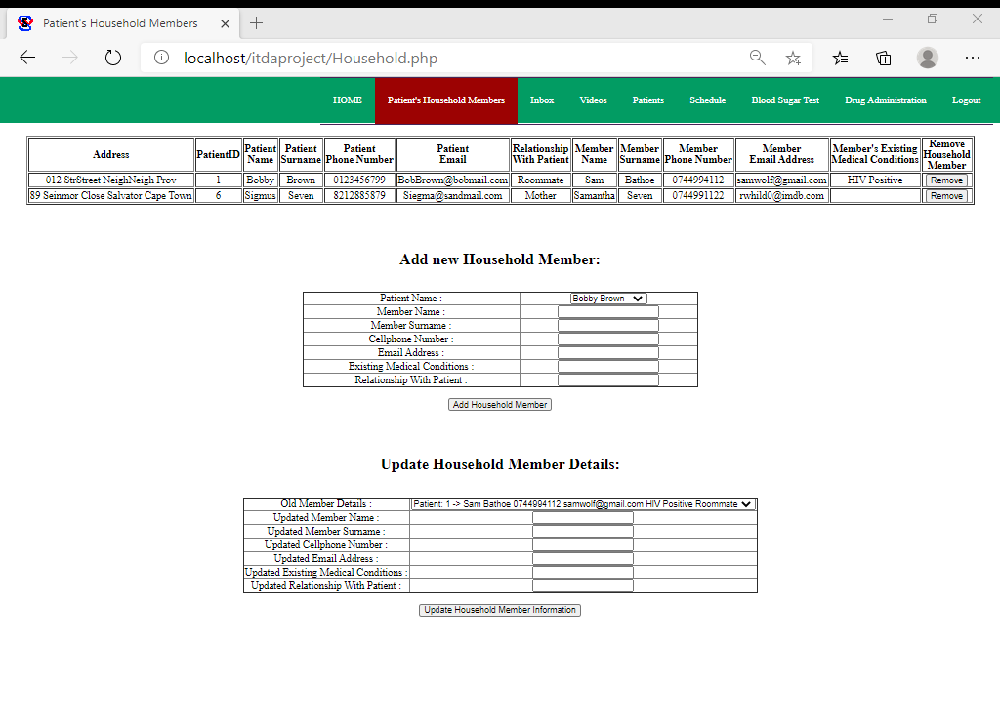 Patient's Household Members
localhost/itdaproject/Household.php
HOME Patient's Household Members Inbox Videos Patients Schedule Blood Sugar Test Drug Administration Logout
Address PatientID Patient Name Patient Surname Patient Phone Number Patient Email Relationship With Patient Member Name Member Surname Member Phone Number Member Email Address Member's Existing Medical Conditions Remove Household Member
012 StrStreet NeighNeigh Prov 1 Bobby Brown 0123456799 BobBrown@bobmail.com Roommate Sam Bathoe 0744994112 samwolf@gmail.com HIV Positive Remove
89 Seinmor Close Salvator Cape Town 6 Sigmus Seven 8212885879 Siegma@sandmail.com Mother Samantha Seven 0744991122 rwhild0@imdb.com Remove
Add new Household Member:
Patient Name : Bobby Brown
Member Name :
Member Surname :
Cellphone Number :
Email Address :
Existing Medical Conditions :
Relationship With Patient :
Add Household Member
Update Household Member Details:
Old Member Details : Patient: 1 -> Sam Bathoe 0744994112 samwolf@gmail.com HIV Positive Roommate
Updated Member Name :
Updated Member Surname :
Updated Cellphone Number :
Updated Email Address :
Updated Existing Medical Conditions :
Updated Relationship With Patient :
Update Household Member Information